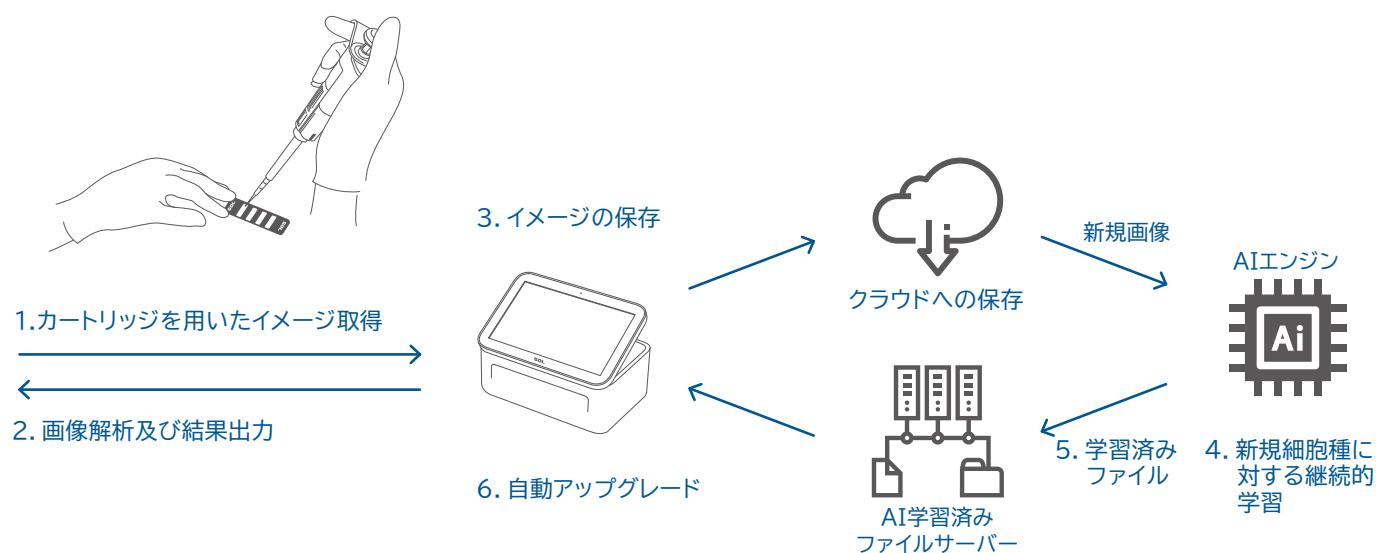 3. イメージの保存
新規画像
AIエンジン
クラウドへの保存
1.カートリッジを用いたイメージ取得
Ai
SOL
2. 画像解析及び結果出力
5. 学習済み
ファイル
4. 新規細胞種に
対する継続的
学習
6. 自動アップグレード
AI学習済み
ファイルサーバー